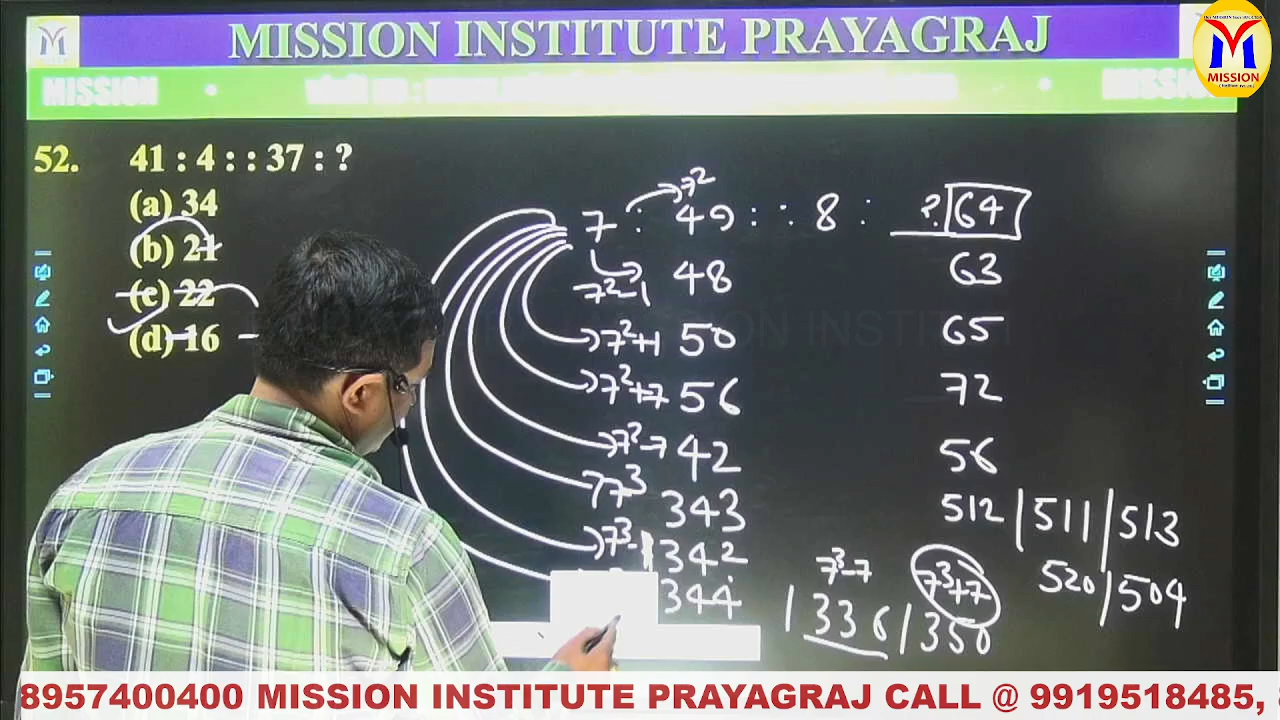 MISSION INSTITUTE PRAYAGRAJ
MISSION
MISSION
52. 41 : 4 : : 37 : ?
(a) 34
(b) 21
(c) 22
(d) 16
7 : 7² 49 : : 8 : ? 64
7²-1 48 63
7²+1 50 65
7²+7 56 72
7²-7 42 56
7³ 343 512 | 511 | 513
7³- 342 520 / 504
344 | 7³-7 336 | 7³+7 350
8957400400 MISSION INSTITUTE PRAYAGRAJ CALL @ 9919518485,